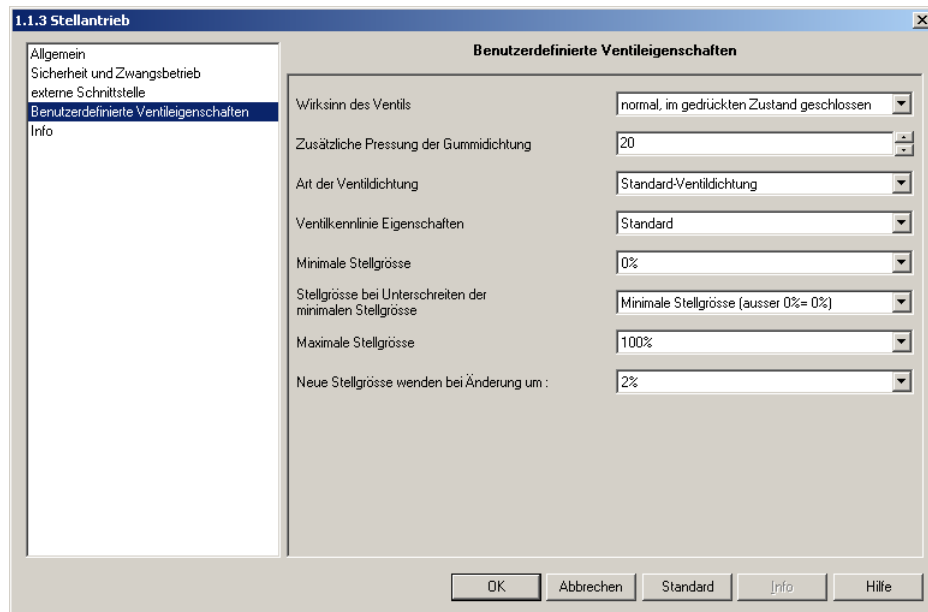 1.1.3 Stellantrieb
Allgemein
Sicherheit und Zwangsbetrieb
externe Schnittstelle
Benutzerdefinierte Ventileigenschaften
Info
Benutzerdefinierte Ventileigenschaften
Wirksinn des Ventils
normal, im gedrückten Zustand geschlossen
Zusätzliche Pressung der Gummidichtung
20
Art der Ventildichtung
Standard-Ventildichtung
Ventilkennlinie Eigenschaften
Standard
Minimale Stellgrösse
0%
Stellgrösse bei Unterschreiten der
minimalen Stellgrösse
Minimale Stellgrösse (ausser 0%= 0%)
Maximale Stellgrösse
100%
Neue Stellgrösse wenden bei Änderung um :
2%
OK
Abbrechen
Standard
Info
Hilfe